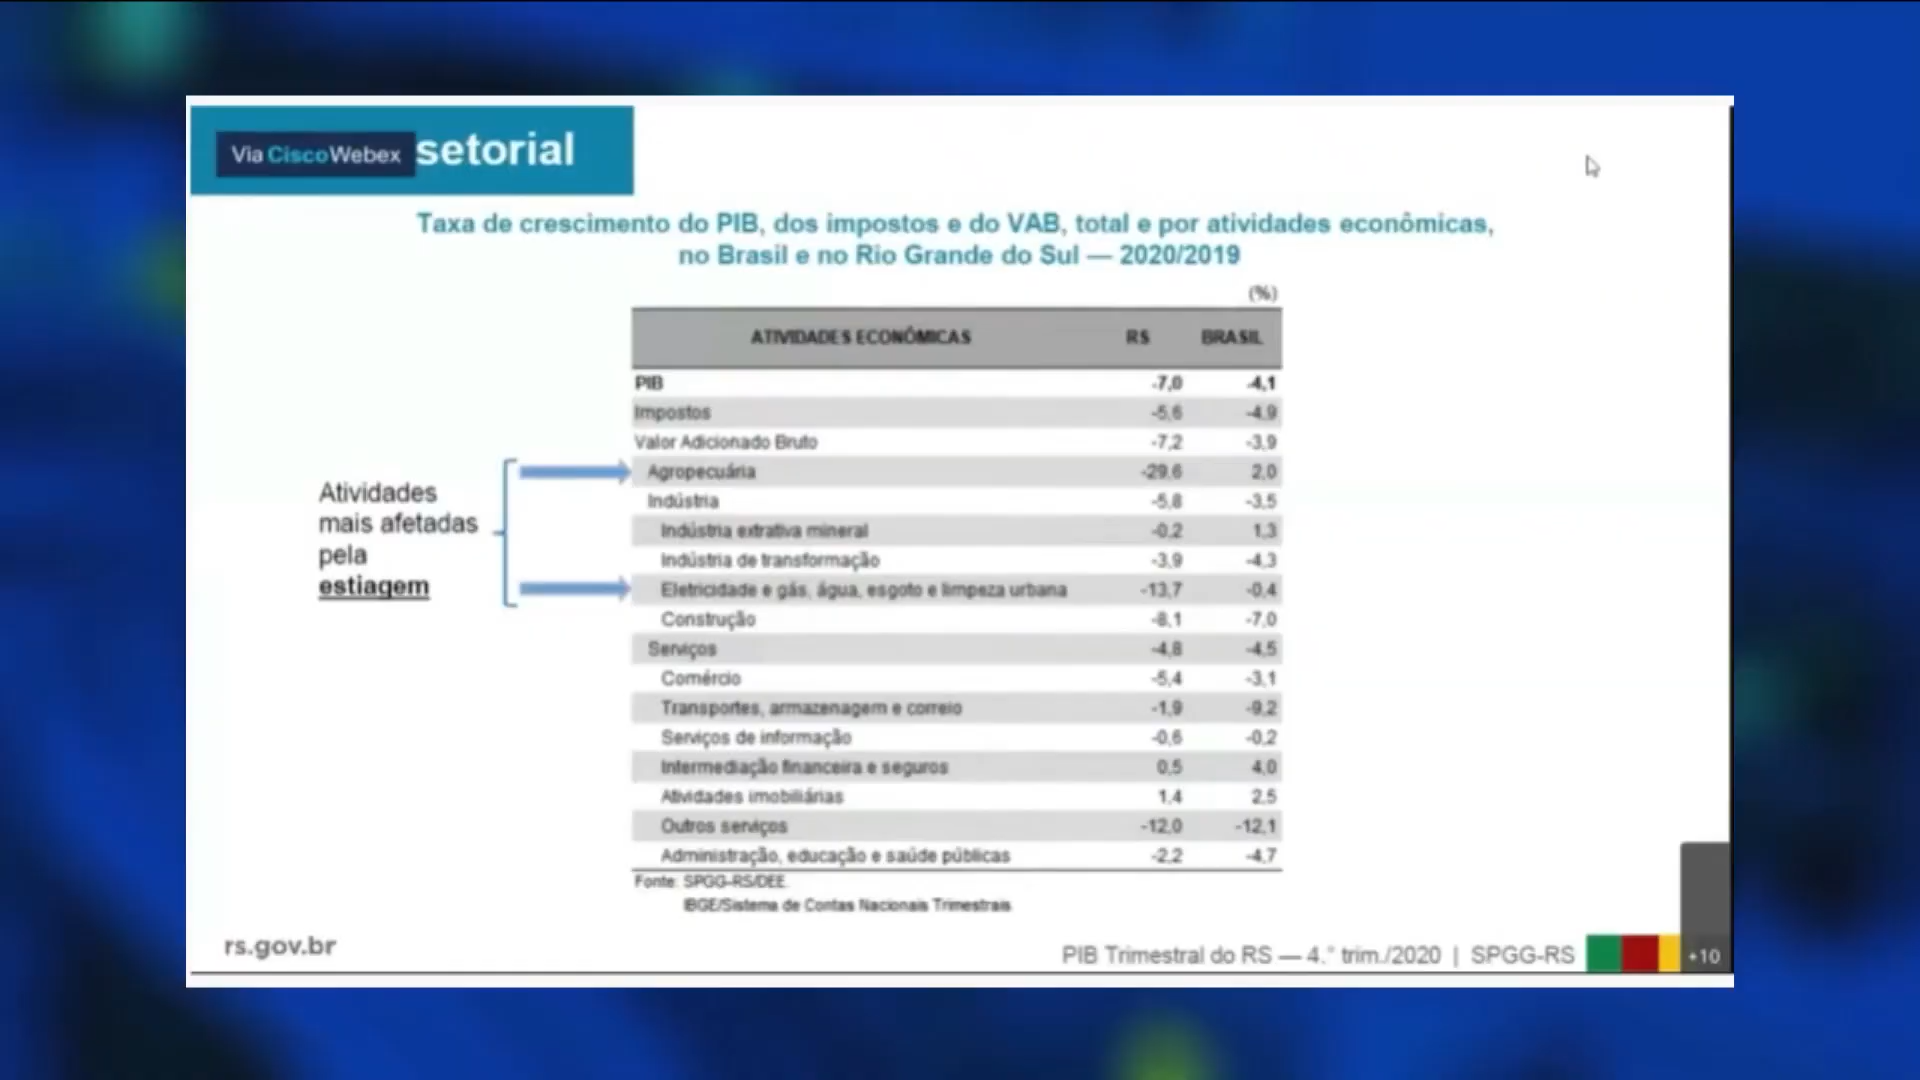 Via CiscoWebex setorial
Taxa de crescimento do PIB, dos impostos e do VAB, total e por atividades econômicas,
no Brasil e no Rio Grande do Sul — 2020/2019
(%)
ATIVIDADES ECONÔMICAS RS BRASIL
PIB -7,0 -4,1
Impostos -5,6 -4,9
Valor Adicionado Bruto -7,2 -3,9
Agropecuária -29,6 2,0
Indústria -5,8 -3,5
Indústria extrativa mineral -0,2 1,3
Indústria de transformação -3,9 -4,3
Eletricidade e gás, água, esgoto e limpeza urbana -13,7 -0,4
Construção -8,1 -7,0
Serviços -4,8 -4,5
Comércio -5,4 -3,1
Transportes, armazenagem e correio -1,9 -9,2
Serviços de informação -0,6 -0,2
Intermediação financeira e seguros 0,5 4,0
Atividades imobiliárias 1,4 2,5
Outros serviços -12,0 -12,1
Administração, educação e saúde públicas -2,2 -4,7
Fonte: SPGG-RS/DEE.
IBGE/Sistema de Contas Nacionais Trimestrais
Atividades
mais afetadas
pela
estiagem
rs.gov.br
PIB Trimestral do RS — 4.° trim./2020 | SPGG-RS
+10